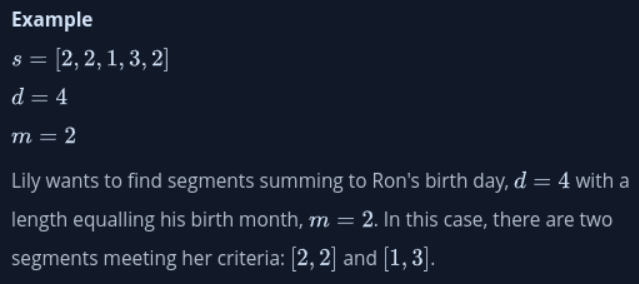 Example
s = [2, 2, 1, 3, 2]
d = 4
m = 2
Lily wants to find segments summing to Ron's birth day, d = 4 with a
length equalling his birth month, m = 2. In this case, there are two
segments meeting her criteria: [2, 2] and [1, 3].